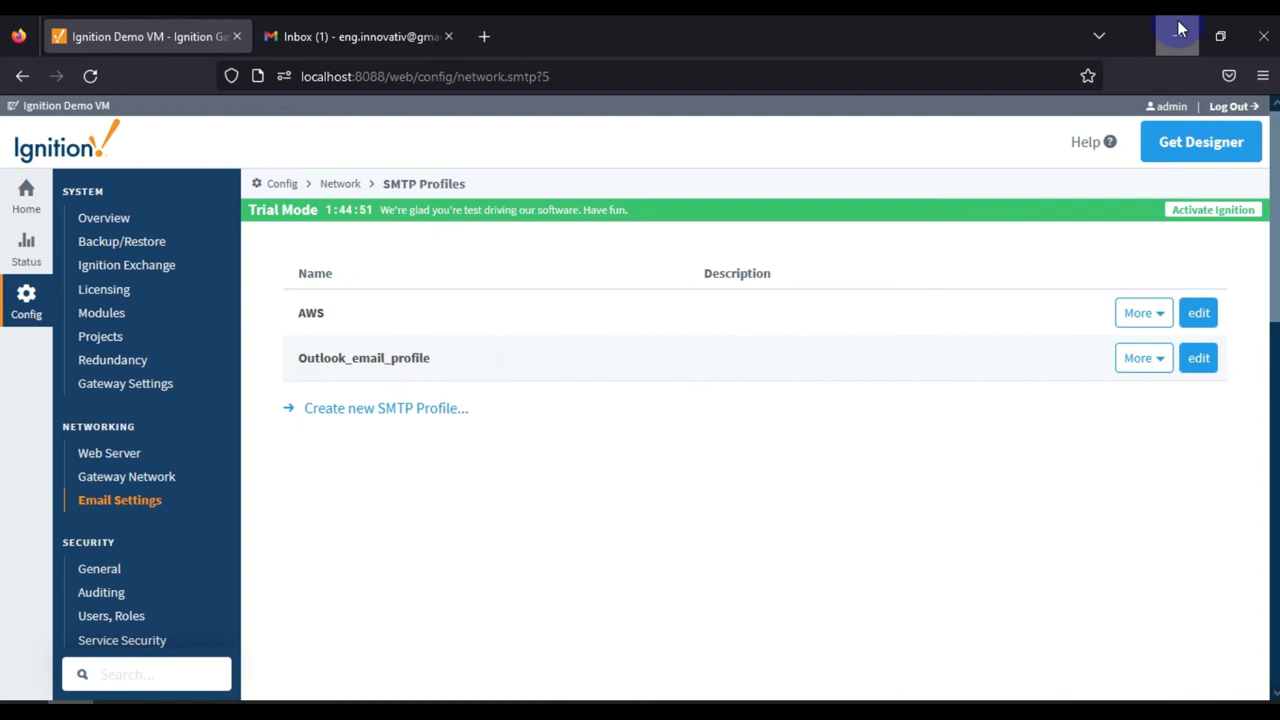 Ignition Demo VM - Ignition Ga
Inbox (1) - eng.innovativ@gma
localhost:8088/web/config/network.smtp?5
Ignition Demo VM
admin | Log Out
Ignition!
Help ?
Get Designer
Home
Status
Config
SYSTEM
Overview
Backup/Restore
Ignition Exchange
Licensing
Modules
Projects
Redundancy
Gateway Settings
NETWORKING
Web Server
Gateway Network
Email Settings
SECURITY
General
Auditing
Users, Roles
Service Security
Search...
Config > Network > SMTP Profiles
Trial Mode 1:44:51 We're glad you're test driving our software. Have fun.
Activate Ignition
Name Description
AWS More edit
Outlook_email_profile More edit
Create new SMTP Profile...